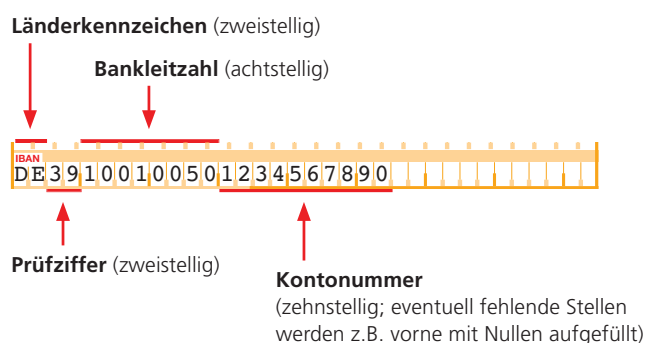 Länderkennzeichen (zweistellig)
Bankleitzahl (achtstellig)
IBAN
DE39100100501234567890
Prüfziffer (zweistellig)
Kontonummer
(zehnstellig; eventuell fehlende Stellen
werden z.B. vorne mit Nullen aufgefüllt)